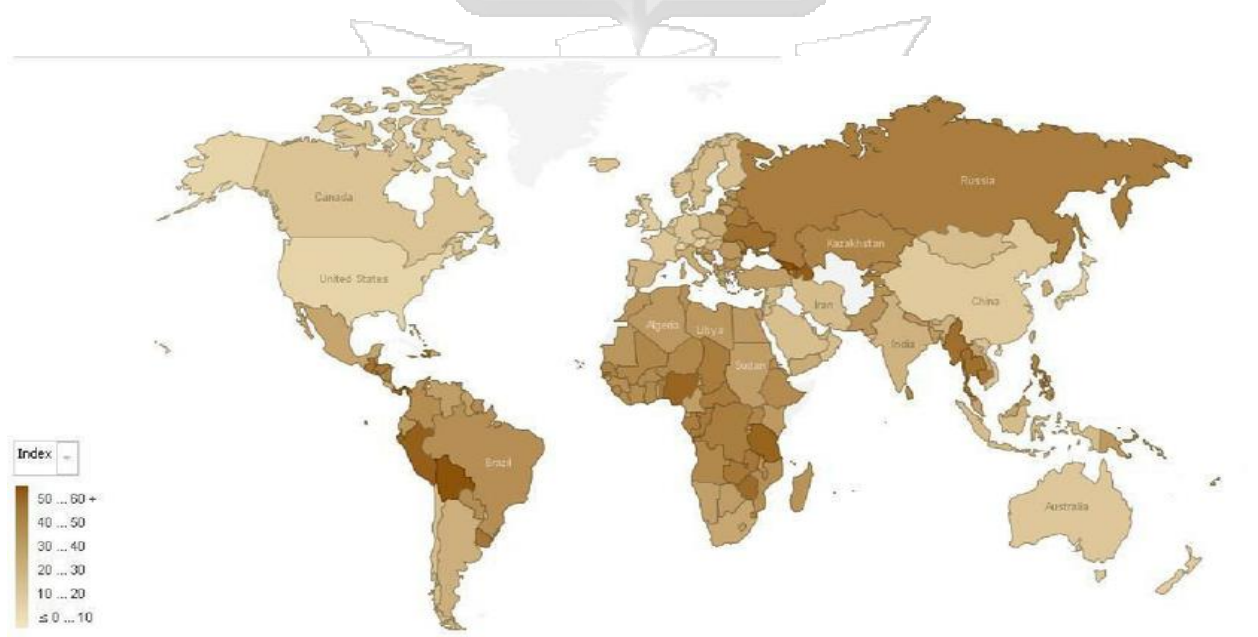 Canada
Russia
Kazakhstan
United States
China
Iran
Algeria
Libya
India
Sudan
Brazil
Australia
Index
50 ... 60 +
40 ... 50
30 ... 40
20 ... 30
10 ... 20
≤ 0 ... 10